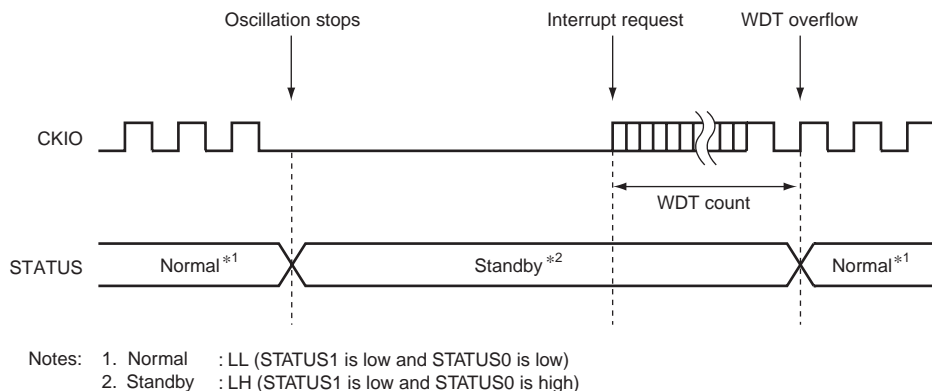 Oscillation stops
Interrupt request
WDT overflow
CKIO
WDT count
STATUS
Normal*1
Standby*2
Normal*1
Notes: 1. Normal : LL (STATUS1 is low and STATUS0 is low)
2. Standby : LH (STATUS1 is low and STATUS0 is high)